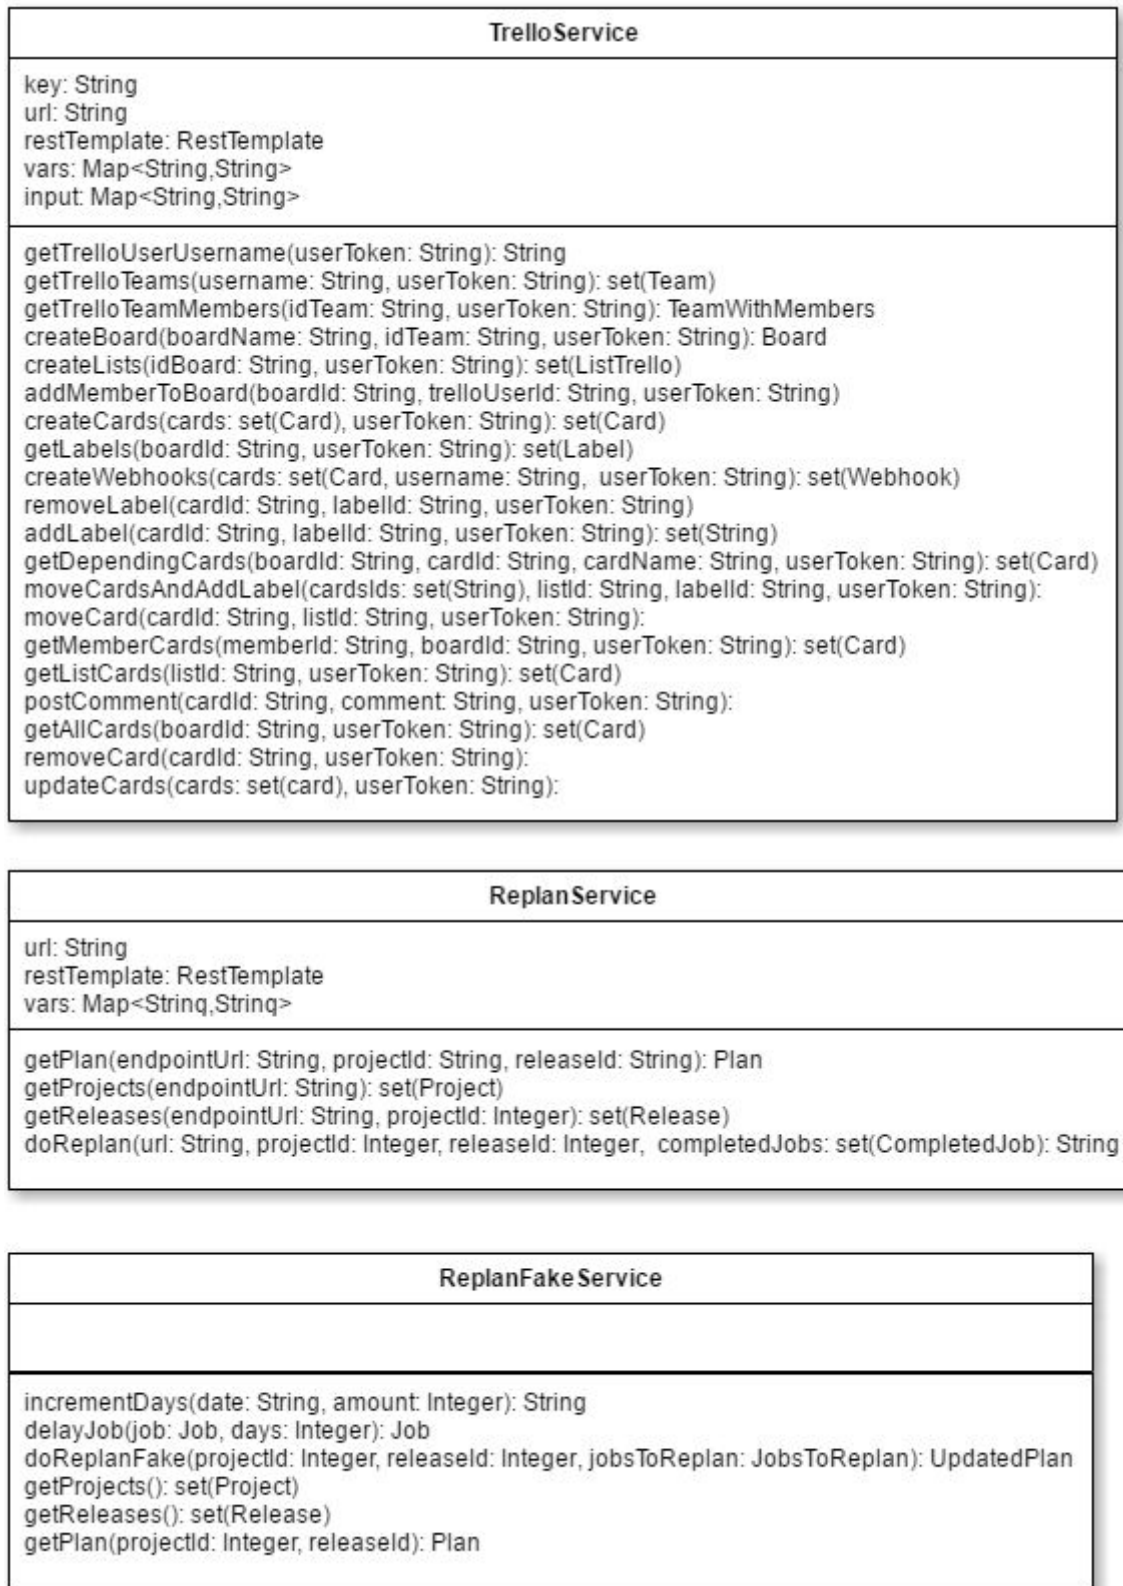 TrelloService
key: String
url: String
restTemplate: RestTemplate
vars: Map<String,String>
input: Map<String,String>
getTrelloUserUsername(userToken: String): String
getTrelloTeams(username: String, userToken: String): set(Team)
getTrelloTeamMembers(idTeam: String, userToken: String): TeamWithMembers
createBoard(boardName: String, idTeam: String, userToken: String): Board
createLists(idBoard: String, userToken: String): set(ListTrello)
addMemberToBoard(boardId: String, trelloUserId: String, userToken: String)
createCards(cards: set(Card), userToken: String): set(Card)
getLabels(boardId: String, userToken: String): set(Label)
createWebhooks(cards: set(Card, username: String,  userToken: String): set(Webhook)
removeLabel(cardId: String, labelId: String, userToken: String)
addLabel(cardId: String, labelId: String, userToken: String): set(String)
getDependingCards(boardId: String, cardId: String, cardName: String, userToken: String): set(Card)
moveCardsAndAddLabel(cardsIds: set(String), listId: String, labelId: String, userToken: String):
moveCard(cardId: String, listId: String, userToken: String):
getMemberCards(memberId: String, boardId: String, userToken: String): set(Card)
getListCards(listId: String, userToken: String): set(Card)
postComment(cardId: String, comment: String, userToken: String):
getAllCards(boardId: String, userToken: String): set(Card)
removeCard(cardId: String, userToken: String):
updateCards(cards: set(card), userToken: String):
ReplanService
url: String
restTemplate: RestTemplate
vars: Map<String,String>
getPlan(endpointUrl: String, projectId: String, releaseId: String): Plan
getProjects(endpointUrl: String): set(Project)
getReleases(endpointUrl: String, projectId: Integer): set(Release)
doReplan(url: String, projectId: Integer, releaseId: Integer,  completedJobs: set(CompletedJob): String
ReplanFakeService
incrementDays(date: String, amount: Integer): String
delayJob(job: Job, days: Integer): Job
doReplanFake(projectId: Integer, releaseId: Integer, jobsToReplan: JobsToReplan): UpdatedPlan
getProjects(): set(Project)
getReleases(): set(Release)
getPlan(projectId: Integer, releaseId): Plan